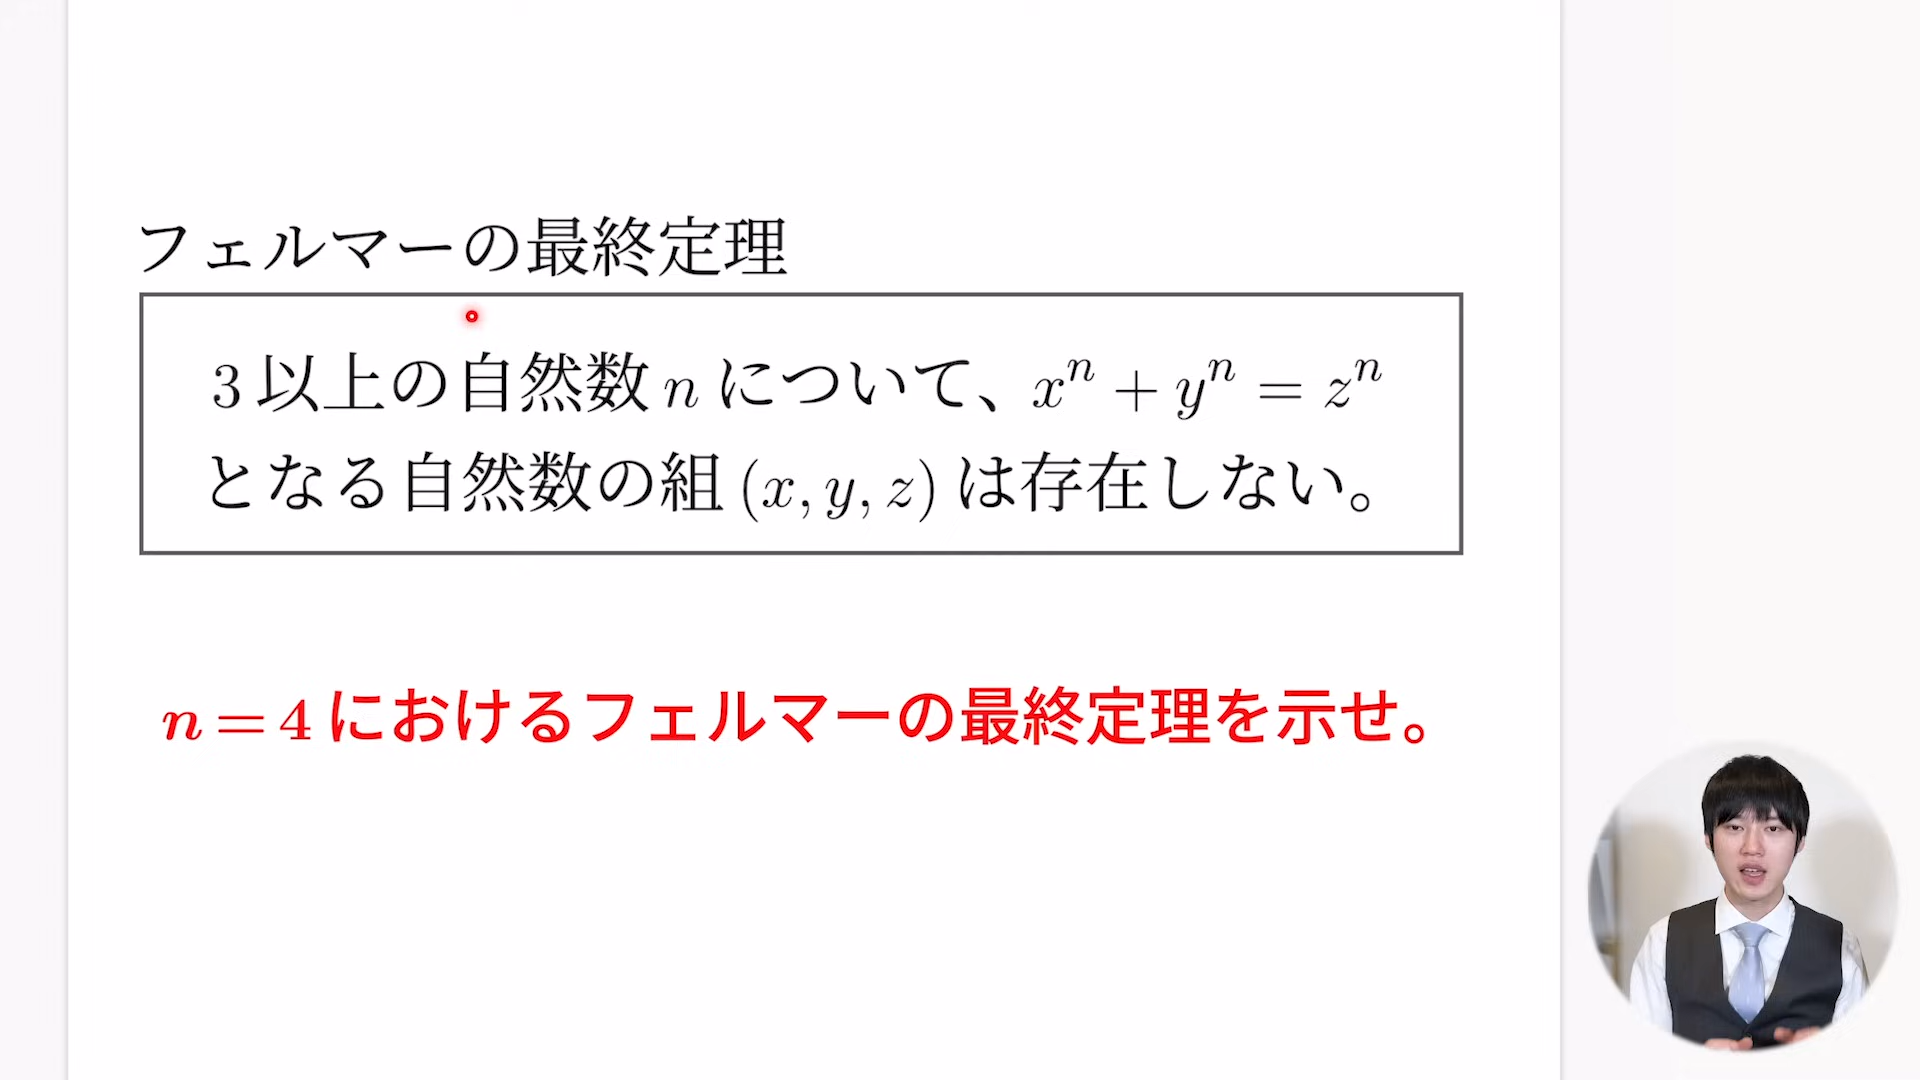 フェルマーの最終定理
3以上の自然数 n について、x^n + y^n = z^n
となる自然数の組 (x, y, z) は存在しない。
n = 4 におけるフェルマーの最終定理を示せ。